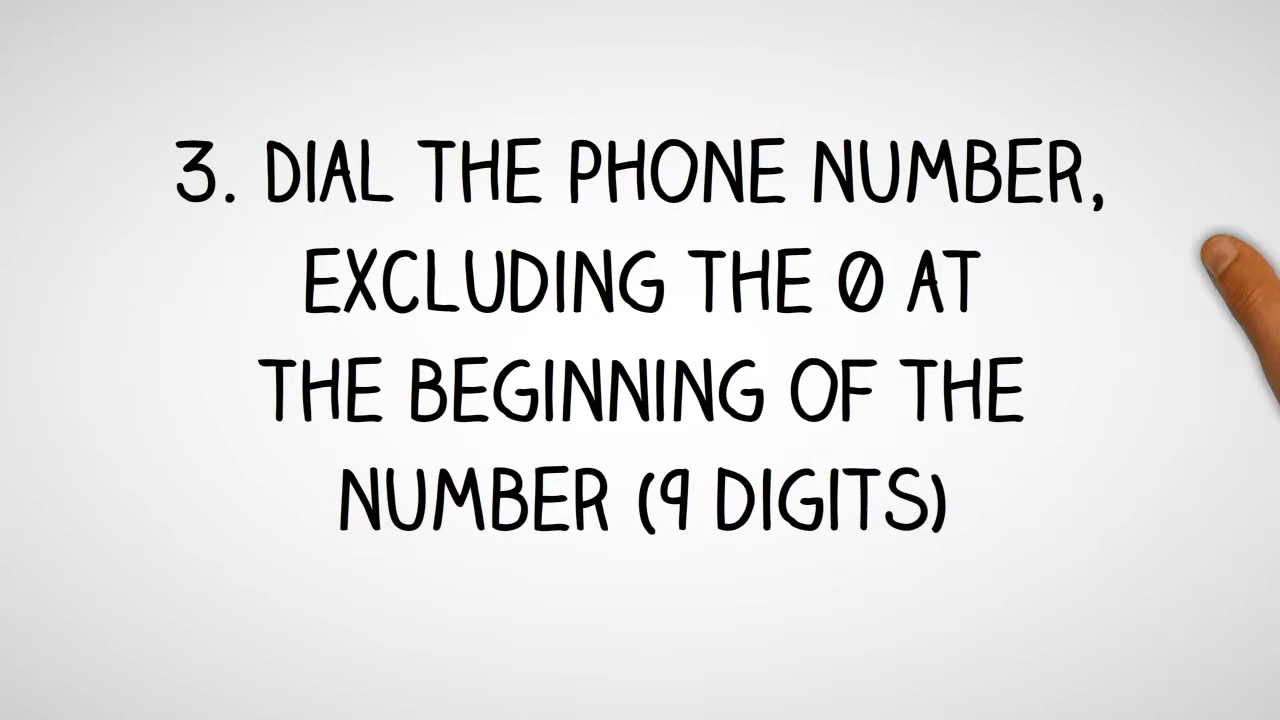 3. DIAL THE PHONE NUMBER,
EXCLUDING THE 0 AT
THE BEGINNING OF THE
NUMBER (9 DIGITS)